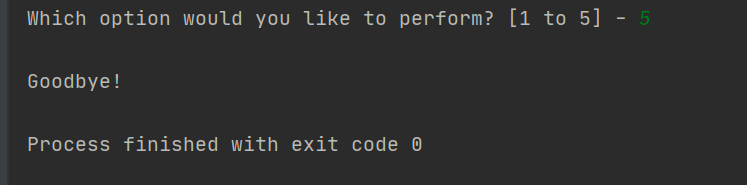 Which option would you like to perform? [1 to 5] - 5
Goodbye!
Process finished with exit code 0